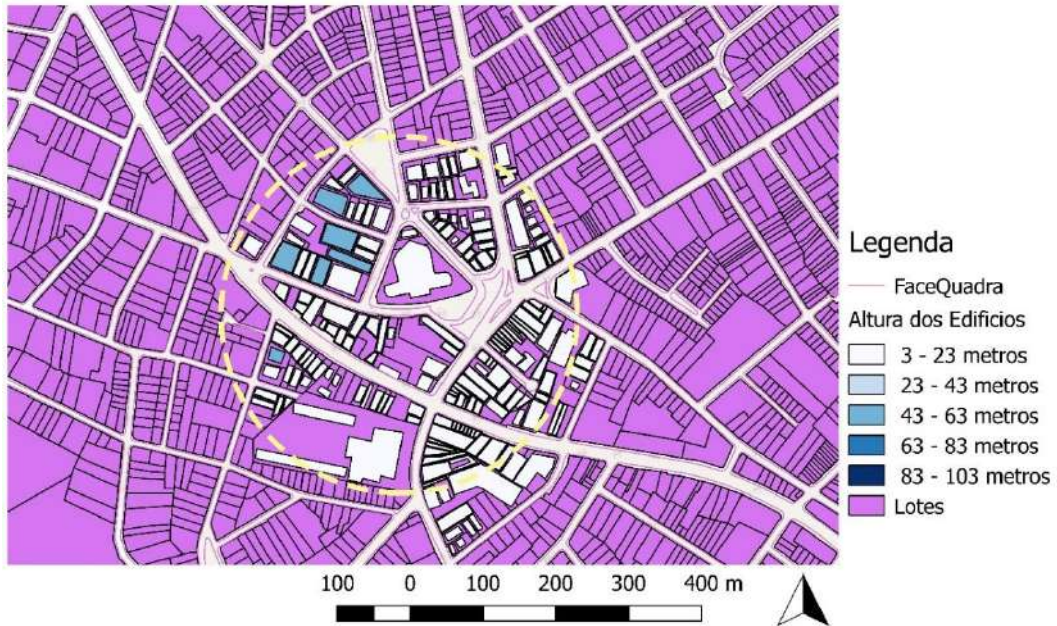 Legenda
FaceQuadra
Altura dos Edificios
3 - 23 metros
23 - 43 metros
43 - 63 metros
63 - 83 metros
83 - 103 metros
Lotes
100 0 100 200 300 400 m